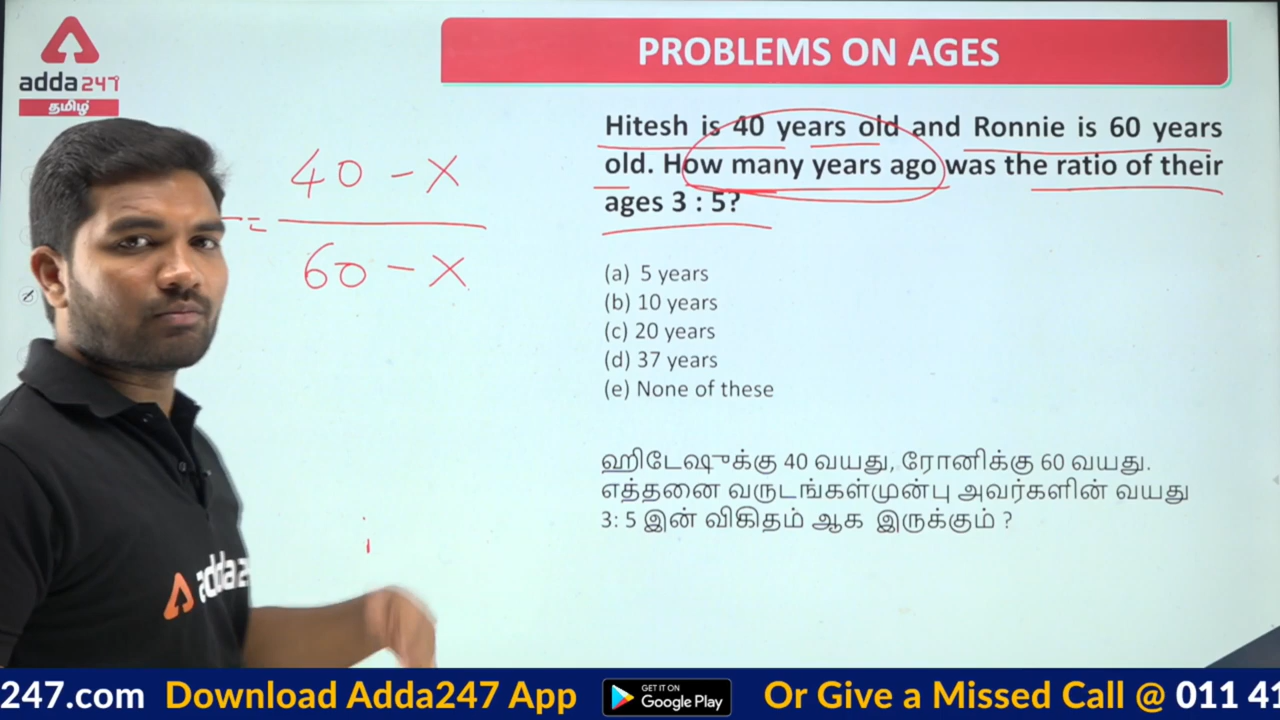 adda247
தமிழ்
PROBLEMS ON AGES
Hitesh is 40 years old and Ronnie is 60 years
old. How many years ago was the ratio of their
ages 3 : 5?
= 40 - X
60 - X
(a) 5 years
(b) 10 years
(c) 20 years
(d) 37 years
(e) None of these
ஹிடேஷுக்கு 40 வயது, ரோனிக்கு 60 வயது.
எத்தனை வருடங்கள்முன்பு அவர்களின் வயது
3: 5 இன் விகிதம் ஆக இருக்கும் ?
adda 2
247.com Download Adda247 App GET IT ON Google Play Or Give a Missed Call @ 011 41